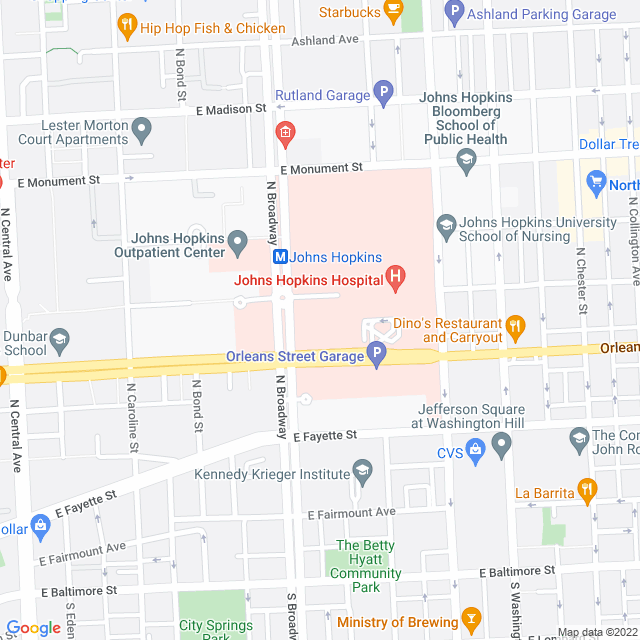 Starbucks
Ashland Parking Garage
Hip Hop Fish & Chicken
Ashland Ave
N Bond St
Rutland Garage
E Madison St
Johns Hopkins
Bloomberg
School of
Public Health
Lester Morton
Court Apartments
Dollar Tre
E Monument St
E Monument St
North
N Central Ave
N Broadway
N Collington Ave
Johns Hopkins University
School of Nursing
Johns Hopkins
Outpatient Center
M
Johns Hopkins
N Chester St
Johns Hopkins Hospital
H
Dino's Restaurant
and Carryout
Dunbar
School
Orleans Street Garage
Orlean
N Central Ave
N Caroline St
N Bond St
N Broadway
Jefferson Square
at Washington Hill
E Fayette St
The Con
John Ro
CVS
Kennedy Krieger Institute
La Barrita
E Fayette St
ollar
E Fairmount Ave
E Fairmount Ave
The Betty
Hyatt
Community
Park
E Baltimore St
E Baltimore St
S Eden
S Broadw
S Washing
City Springs
Park
Ministry of Brewing
Google
Map data ©2022